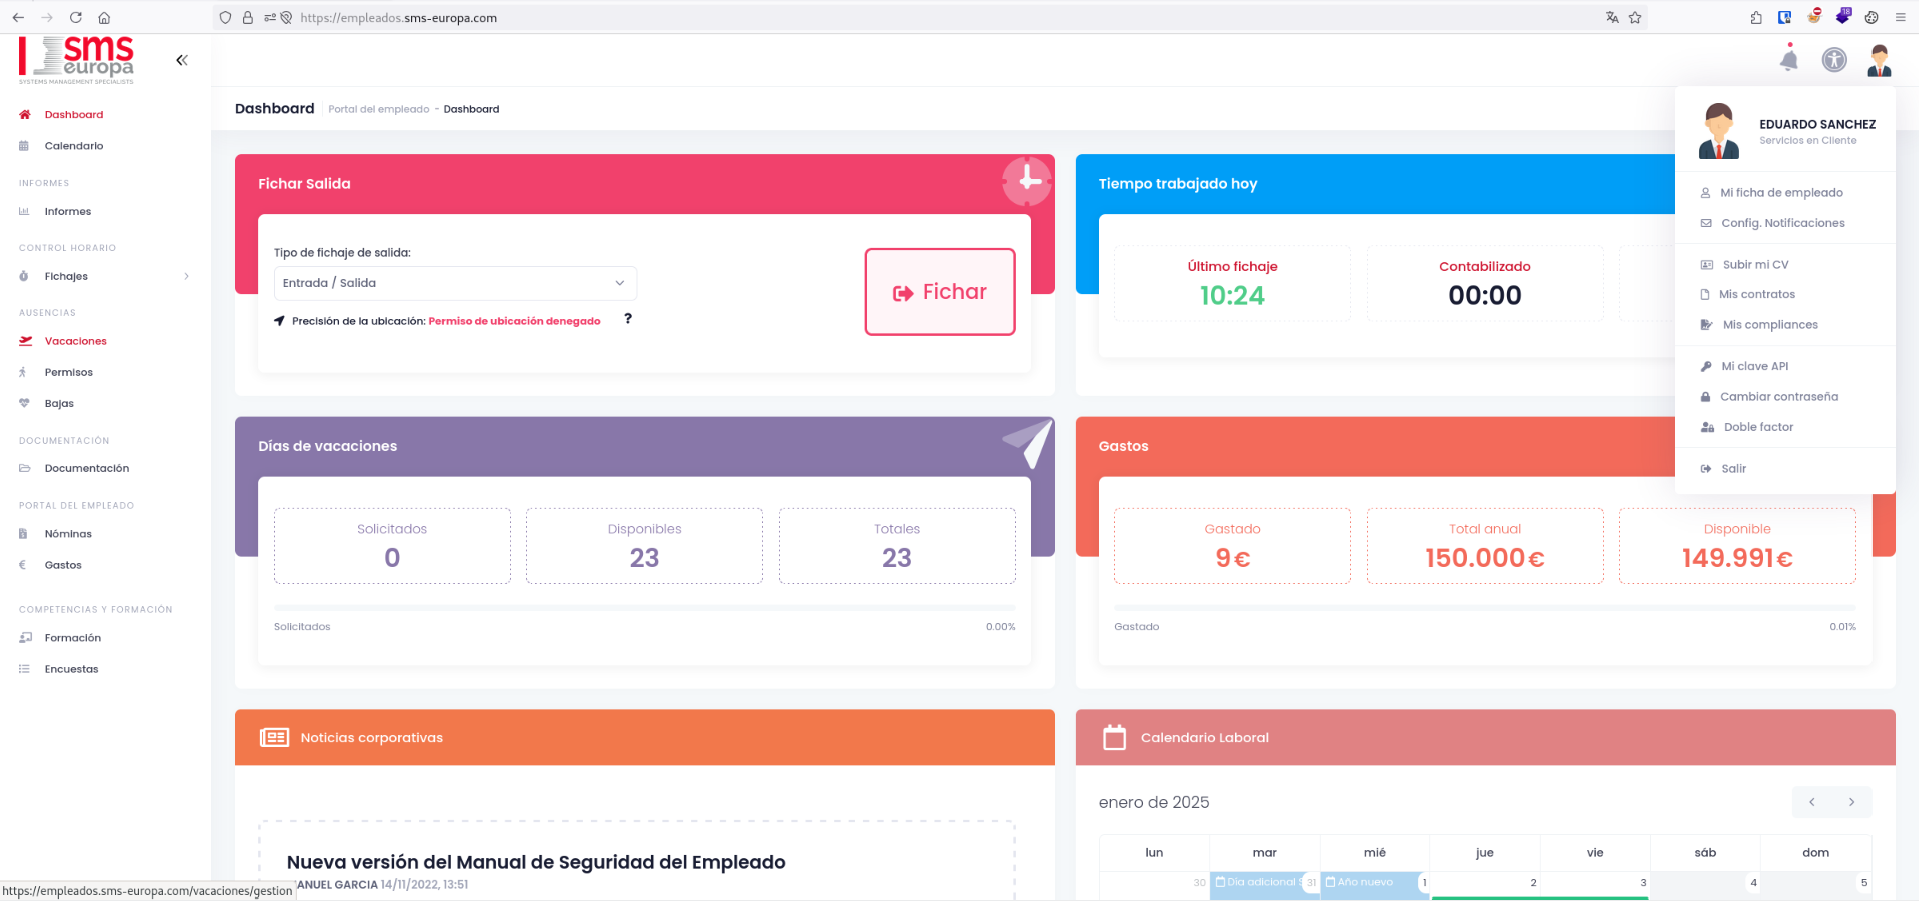 https://empleados.sms-europa.com
18
sms
europa
SYSTEMS MANAGEMENT SPECIALISTS
Dashboard
Calendario
INFORMES
Informes
CONTROL HORARIO
Fichajes
AUSENCIAS
Vacaciones
Permisos
Bajas
DOCUMENTACIÓN
Documentación
PORTAL DEL EMPLEADO
Nóminas
Gastos
COMPETENCIAS Y FORMACIÓN
Formación
Encuestas
Dashboard Portal del empleado - Dashboard
Fichar Salida
Tipo de fichaje de salida:
Entrada / Salida
Precisión de la ubicación: Permiso de ubicación denegado ?
Fichar
Tiempo trabajado hoy
Último fichaje
10:24
Contabilizado
00:00
EDUARDO SANCHEZ
Servicios en Cliente
Mi ficha de empleado
Config. Notificaciones
Subir mi CV
Mis contratos
Mis compliances
Mi clave API
Cambiar contraseña
Doble factor
Salir
Días de vacaciones
Solicitados
0
Disponibles
23
Totales
23
Solicitados 0.00%
Gastos
Gastado
9 €
Total anual
150.000 €
Disponible
149.991 €
Gastado 0.01%
Noticias corporativas
Nueva versión del Manual de Seguridad del Empleado
ANUEL GARCIA 14/11/2022, 13:51
Calendario Laboral
enero de 2025
lun mar mié jue vie sáb dom
30 Día adicional S 31 Año nuevo 1 2 3 4 5
https://empleados.sms-europa.com/vacaciones/gestion